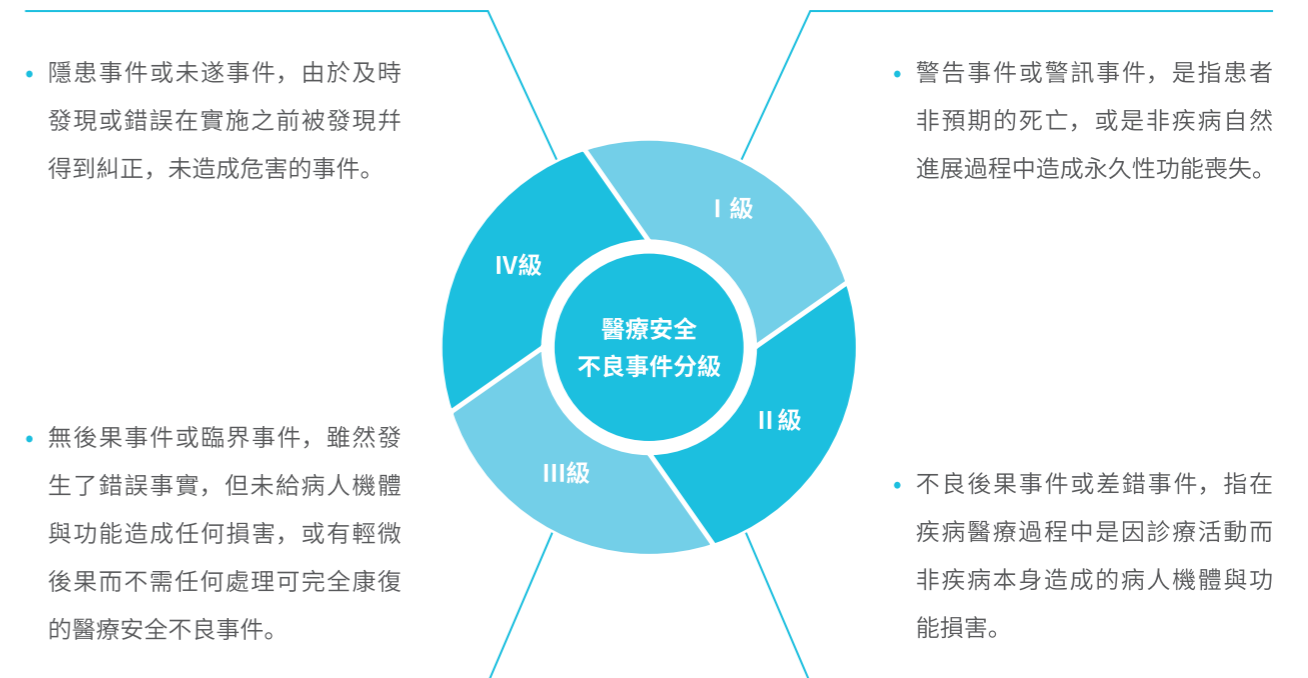 • 隱患事件或未遂事件，由於及時
發現或錯誤在實施之前被發現幷
得到糾正，未造成危害的事件。
• 警告事件或警訊事件，是指患者
非預期的死亡，或是非疾病自然
進展過程中造成永久性功能喪失。
I 級
IV級
醫療安全
不良事件分級
II 級
III級
• 無後果事件或臨界事件，雖然發
生了錯誤事實，但未給病人機體
與功能造成任何損害，或有輕微
後果而不需任何處理可完全康復
的醫療安全不良事件。
• 不良後果事件或差錯事件，指在
疾病醫療過程中是因診療活動而
非疾病本身造成的病人機體與功
能損害。